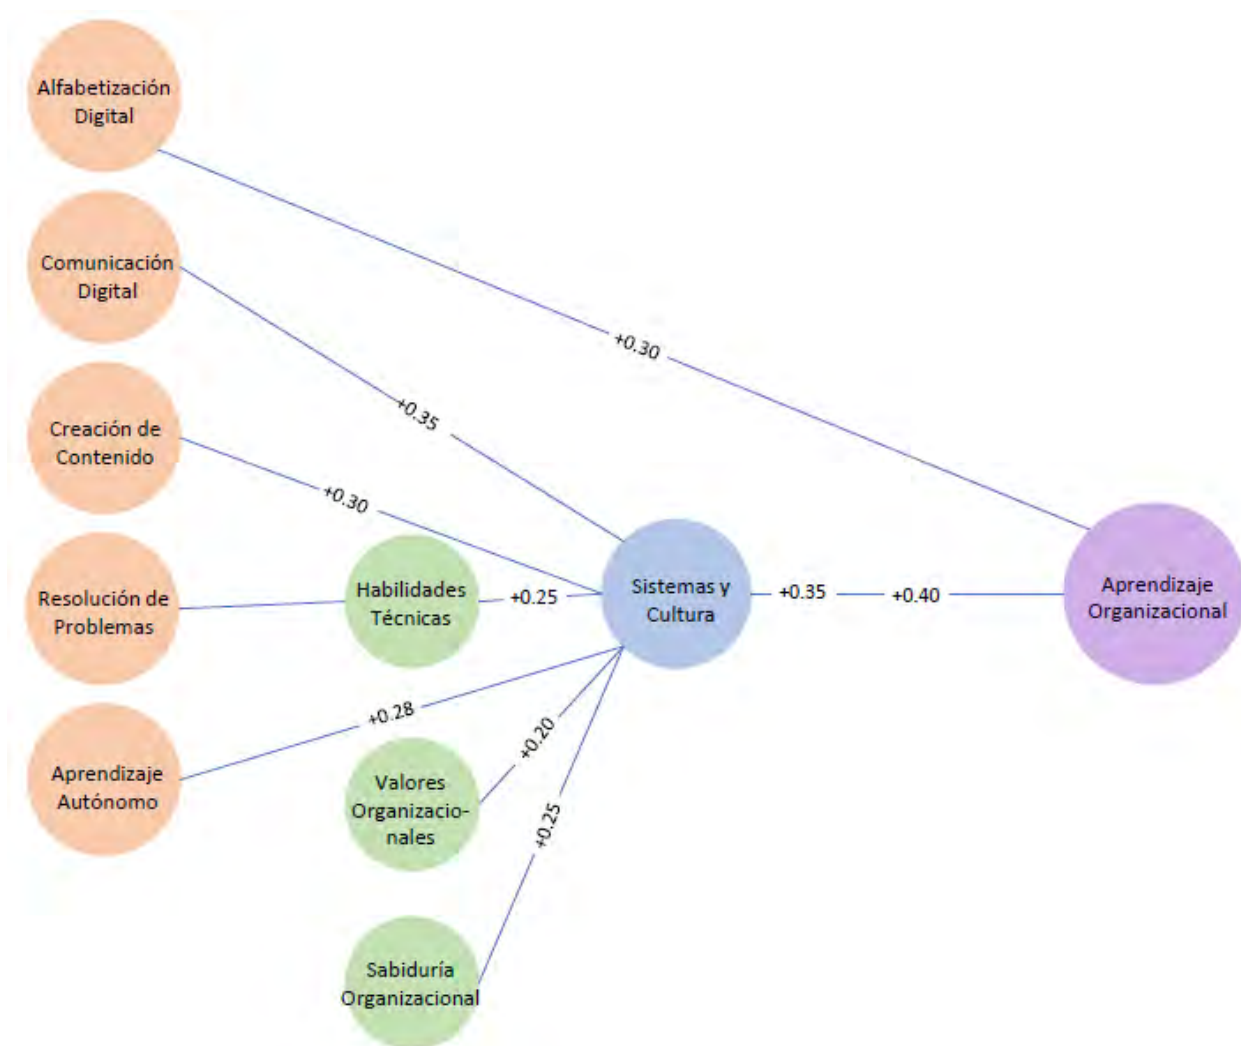 Alfabetización
Digital
Comunicación
Digital
+0.30
+0.35
Creación de
Contenido
+0.30
Resolución de
Problemas
Habilidades
Técnicas
+0.25
Sistemas y
Cultura
+0.35
+0.40
Aprendizaje
Organizacional
+0.28
Aprendizaje
Autónomo
+0.20
Valores
Organizacio-
nales
+0.25
Sabiduría
Organizacional